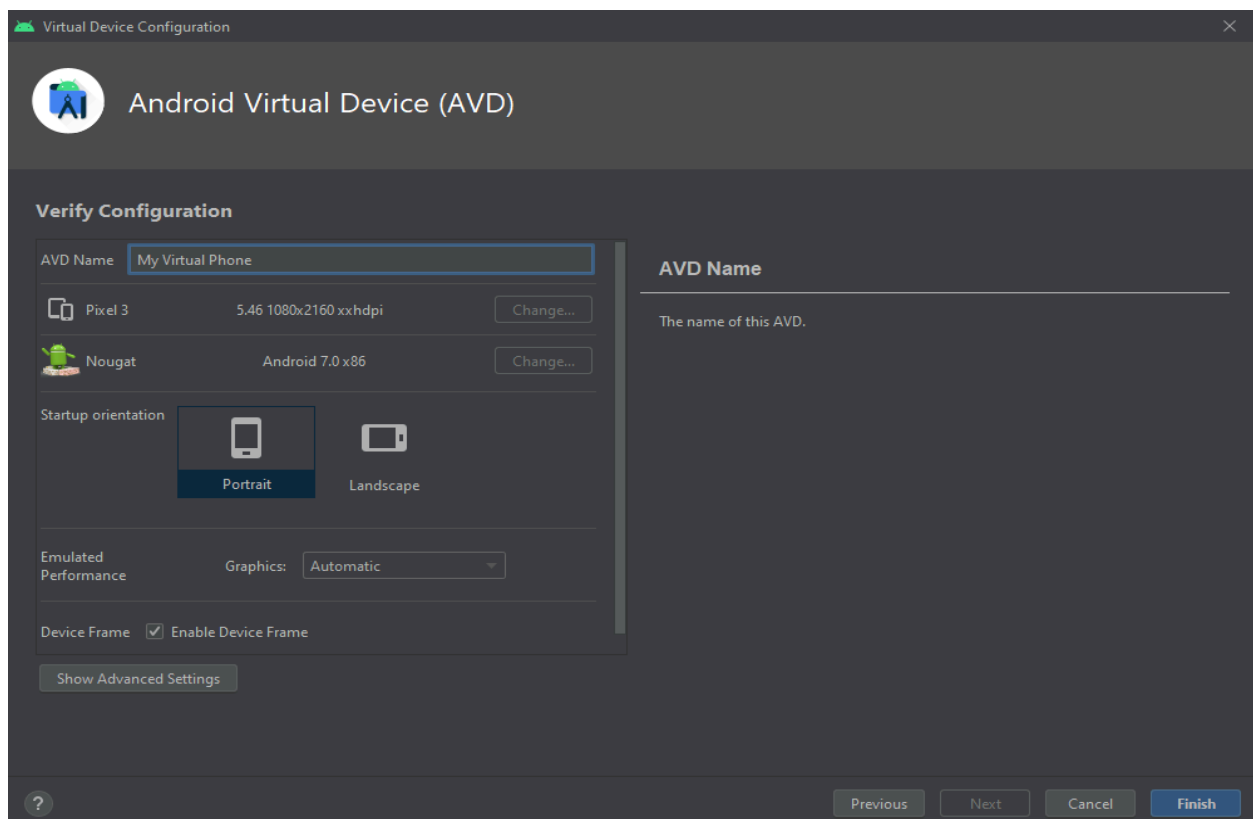 Virtual Device Configuration
Android Virtual Device (AVD)
Verify Configuration
AVD Name My Virtual Phone
Pixel 3 5.46 1080x2160 xxhdpi Change...
Nougat Android 7.0 x86 Change...
Startup orientation
Portrait Landscape
Emulated
Performance
Graphics: Automatic
Device Frame Enable Device Frame
Show Advanced Settings
AVD Name
The name of this AVD.
? Previous Next Cancel Finish